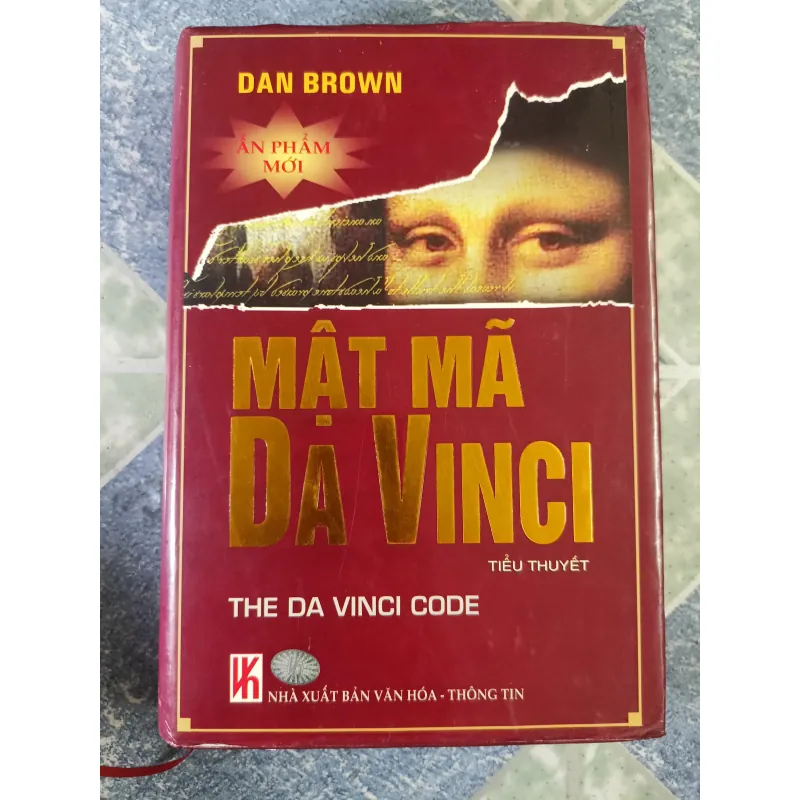 DAN BROWN
ẤN PHẨM
MỚI
MẬT MÃ
DA VINCI
TIỂU THUYẾT
THE DA VINCI CODE
NHÀ XUẤT BẢN VĂN HÓA - THÔNG TIN